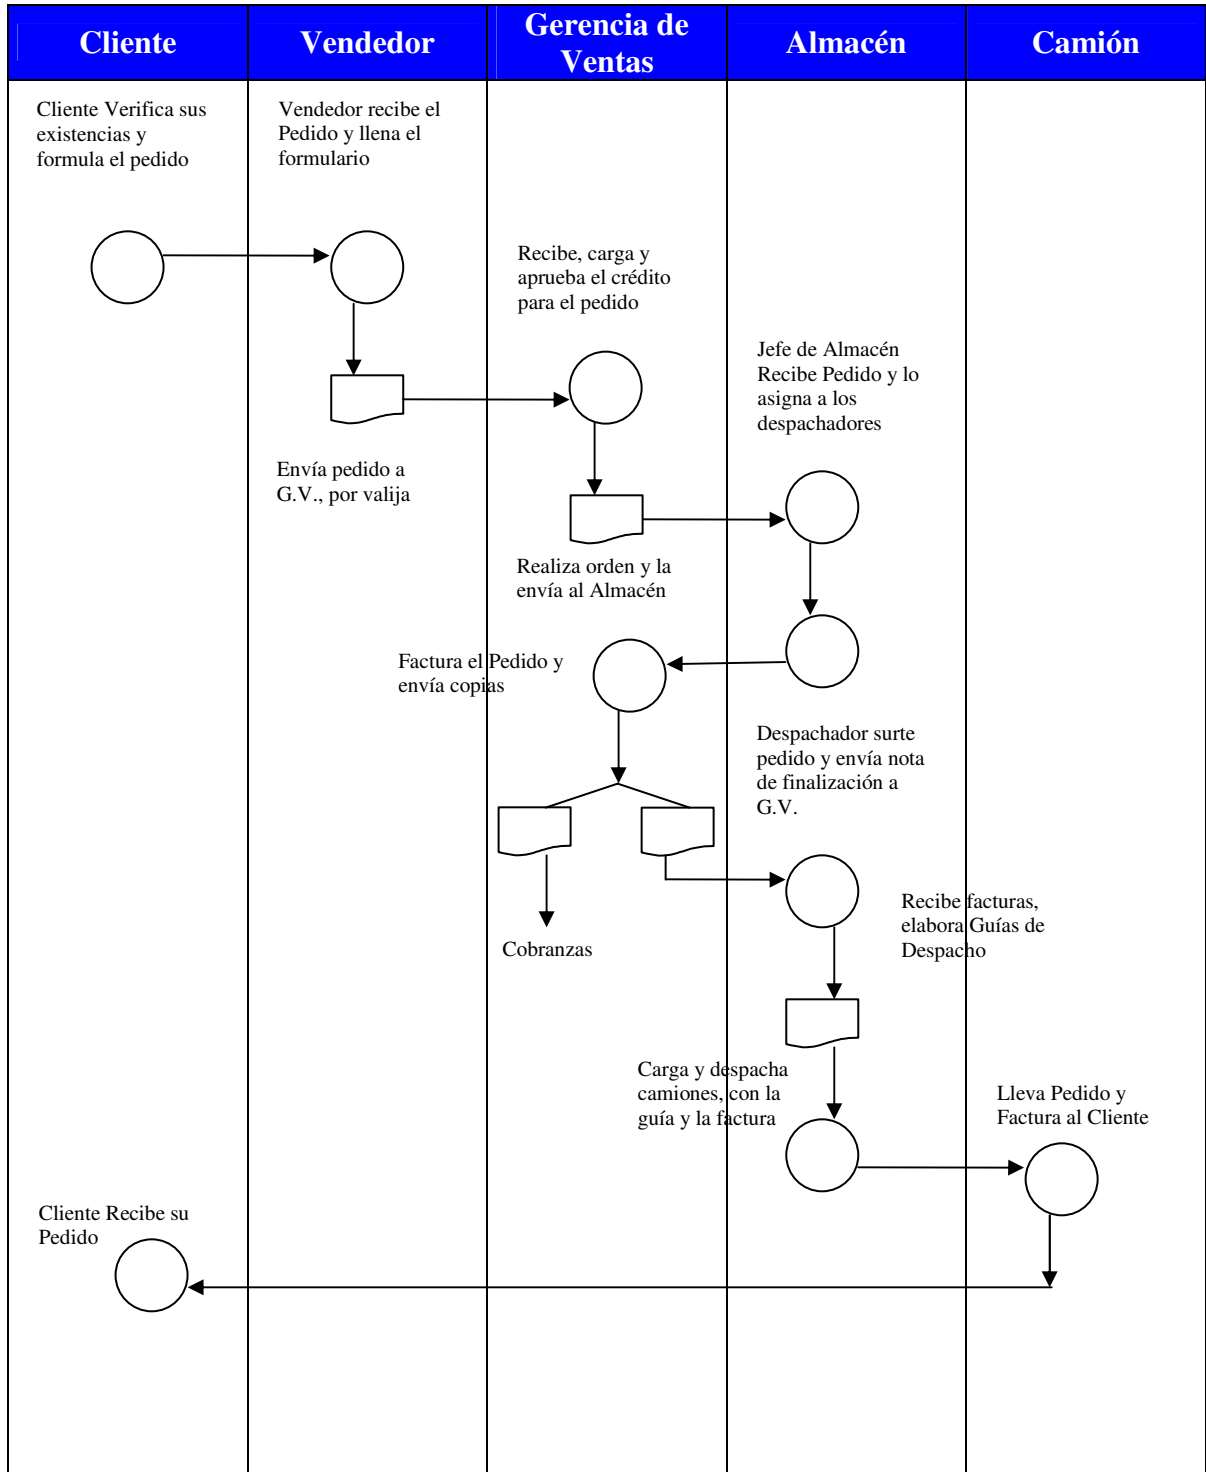 Cliente
Vendedor
Gerencia de
Ventas
Almacén
Camión
Cliente Verifica sus
existencias y
formula el pedido
Vendedor recibe el
Pedido y llena el
formulario
Recibe, carga y
aprueba el crédito
para el pedido
Jefe de Almacén
Recibe Pedido y lo
asigna a los
despachadores
Envía pedido a
G.V., por valija
Realiza orden y la
envía al Almacén
Factura el Pedido y
envía copias
Despachador surte
pedido y envía nota
de finalización a
G.V.
Cobranzas
Recibe facturas,
elabora Guías de
Despacho
Carga y despacha
camiones, con la
guía y la factura
Lleva Pedido y
Factura al Cliente
Cliente Recibe su
Pedido